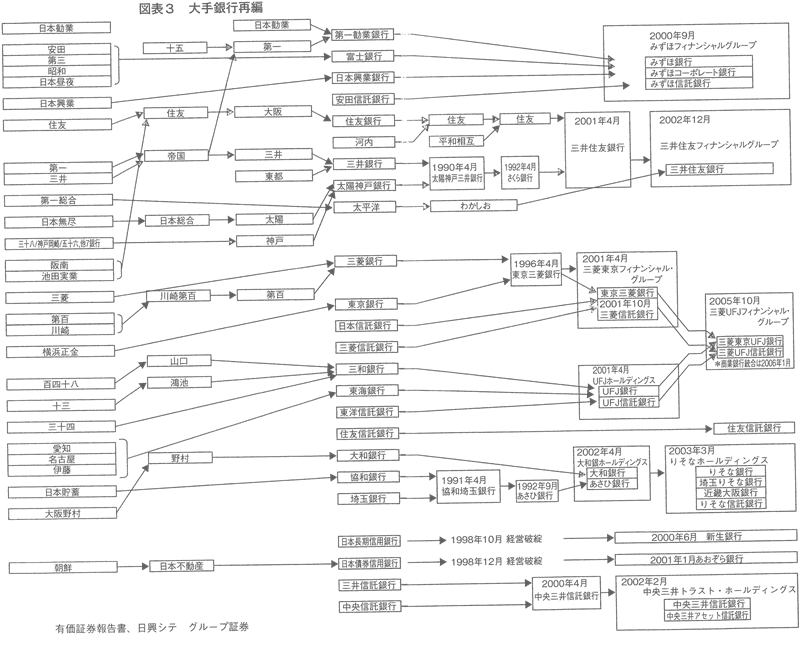 図表3 大手銀行再編
日本勧業
安田
第三
昭和
日本昼夜
日本興業
住友
第一
三井
第一総合
日本無尽
三十八/神戸岡崎/五十六、他7銀行
阪南
池田実業
三菱
第百
川崎
横浜正金
百四十八
十三
三十四
愛知
名古屋
伊藤
日本貯蓄
大阪野村
朝鮮
十五
住友
帝国
日本総合
川崎第百
山口
鴻池
野村
日本不動産
日本勧業
第一
大阪
三井
東都
太陽
神戸
第百
第一勧業銀行
富士銀行
日本興業銀行
安田信託銀行
住友銀行
河内
三井銀行
太陽神戸銀行
太平洋
三菱銀行
東京銀行
日本信託銀行
三菱信託銀行
三和銀行
東海銀行
東洋信託銀行
住友信託銀行
大和銀行
協和銀行
埼玉銀行
日本長期信用銀行
日本債券信用銀行
三井信託銀行
中央信託銀行
住友
平和相互
住友
1990年4月
太陽神戸三井銀行
1992年4月
さくら銀行
わかしお
2001年4月
三井住友銀行
1996年4月
東京三菱銀行
2001年4月
三菱東京フィナンシャル・
グループ
東京三菱銀行
2001年10月
三菱信託銀行
2001年4月
UFJホールディングス
UFJ銀行
UFJ信託銀行
1991年4月
協和埼玉銀行
1992年9月
あさひ銀行
2002年4月
大和銀ホールディングス
大和銀行
あさひ銀行
1998年10月 経営破綻
1998年12月 経営破綻
2000年4月
中央三井信託銀行
2000年9月
みずほフィナンシャルグループ
みずほ銀行
みずほコーポレート銀行
みずほ信託銀行
2002年12月
三井住友フィナンシャルグループ
三井住友銀行
2005年10月
三菱UFJフィナンシャル・
グループ
三菱東京UFJ銀行
三菱UFJ信託銀行
*商業銀行統合は2006年1月
住友信託銀行
2003年3月
りそなホールディングス
りそな銀行
埼玉りそな銀行
近畿大阪銀行
りそな信託銀行
2000年6月 新生銀行
2001年1月あおぞら銀行
2002年2月
中央三井トラスト・ホールディングス
中央三井信託銀行
中央三井アセット信託銀行
有価証券報告書、日興シテ グループ証券